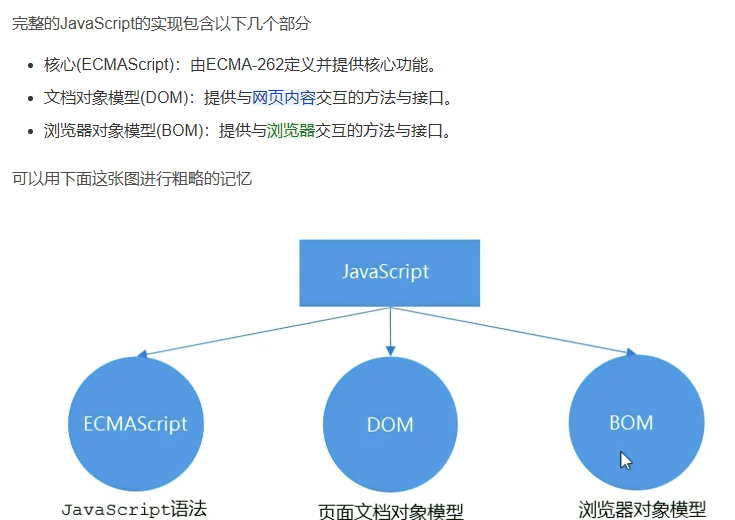 完整的JavaScript的实现包含以下几个部分
核心(ECMAScript)：由ECMA-262定义并提供核心功能。
文档对象模型(DOM)：提供与网页内容交互的方法与接口。
浏览器对象模型(BOM)：提供与浏览器交互的方法与接口。
可以用下面这张图进行粗略的记忆
JavaScript
ECMAScript
DOM
BOM
JavaScript语法
页面文档对象模型
浏览器对象模型